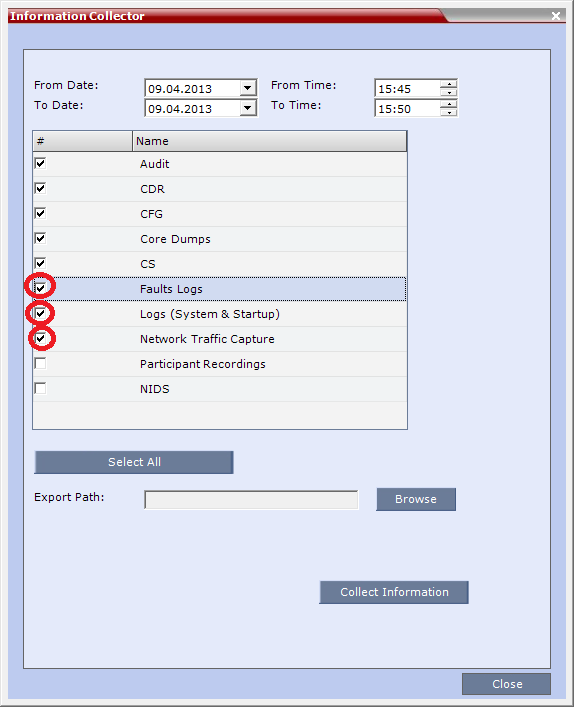 Information Collector
From Date: 09.04.2013 From Time: 15:45
To Date: 09.04.2013 To Time: 15:50
# Name
Audit
CDR
CFG
Core Dumps
CS
Faults Logs
Logs (System & Startup)
Network Traffic Capture
Participant Recordings
NIDS
Select All
Export Path: Browse
Collect Information
Close